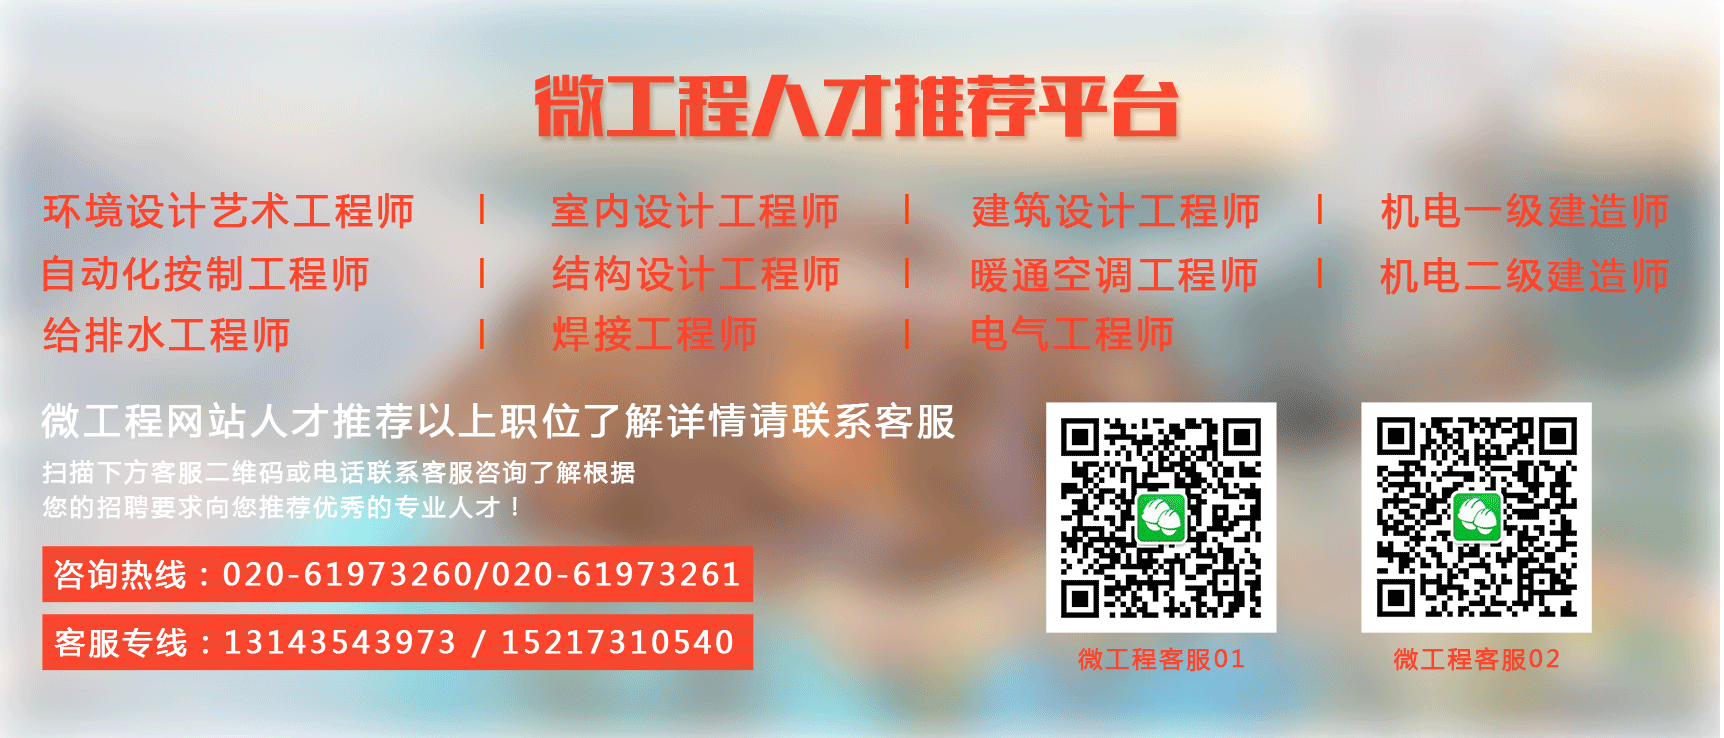 微工程人才推荐平台
环境设计艺术工程师 | 室内设计工程师 | 建筑设计工程师 | 机电一级建造师
自动化按制工程师 | 结构设计工程师 | 暖通空调工程师 | 机电二级建造师
给排水工程师 | 焊接工程师 | 电气工程师
微工程网站人才推荐以上职位了解详情请联系客服
扫描下方客服二维码或电话联系客服咨询了解根据
您的招聘要求向您推荐优秀的专业人才！
咨询热线：020-61973260/020-61973261
客服专线：13143543973 / 15217310540
微工程客服01
微工程客服02